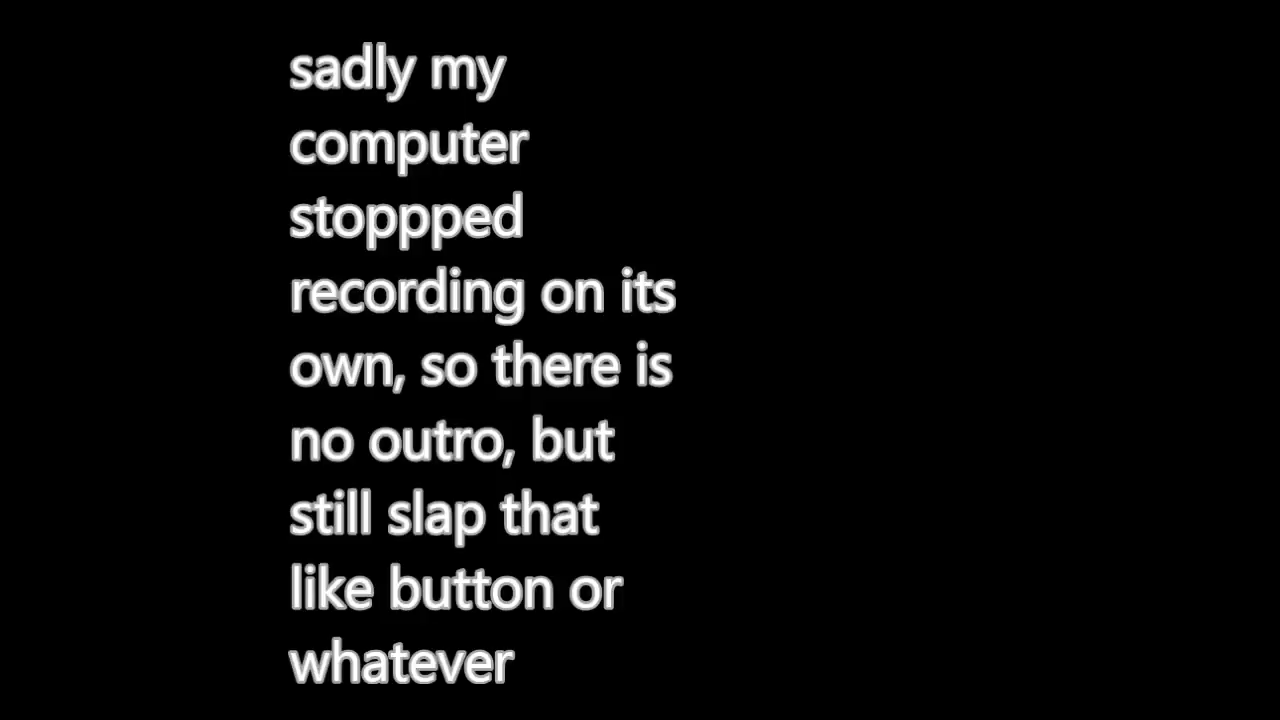 sadly my
computer
stoppped
recording on its
own, so there is
no outro, but
still slap that
like button or
whatever